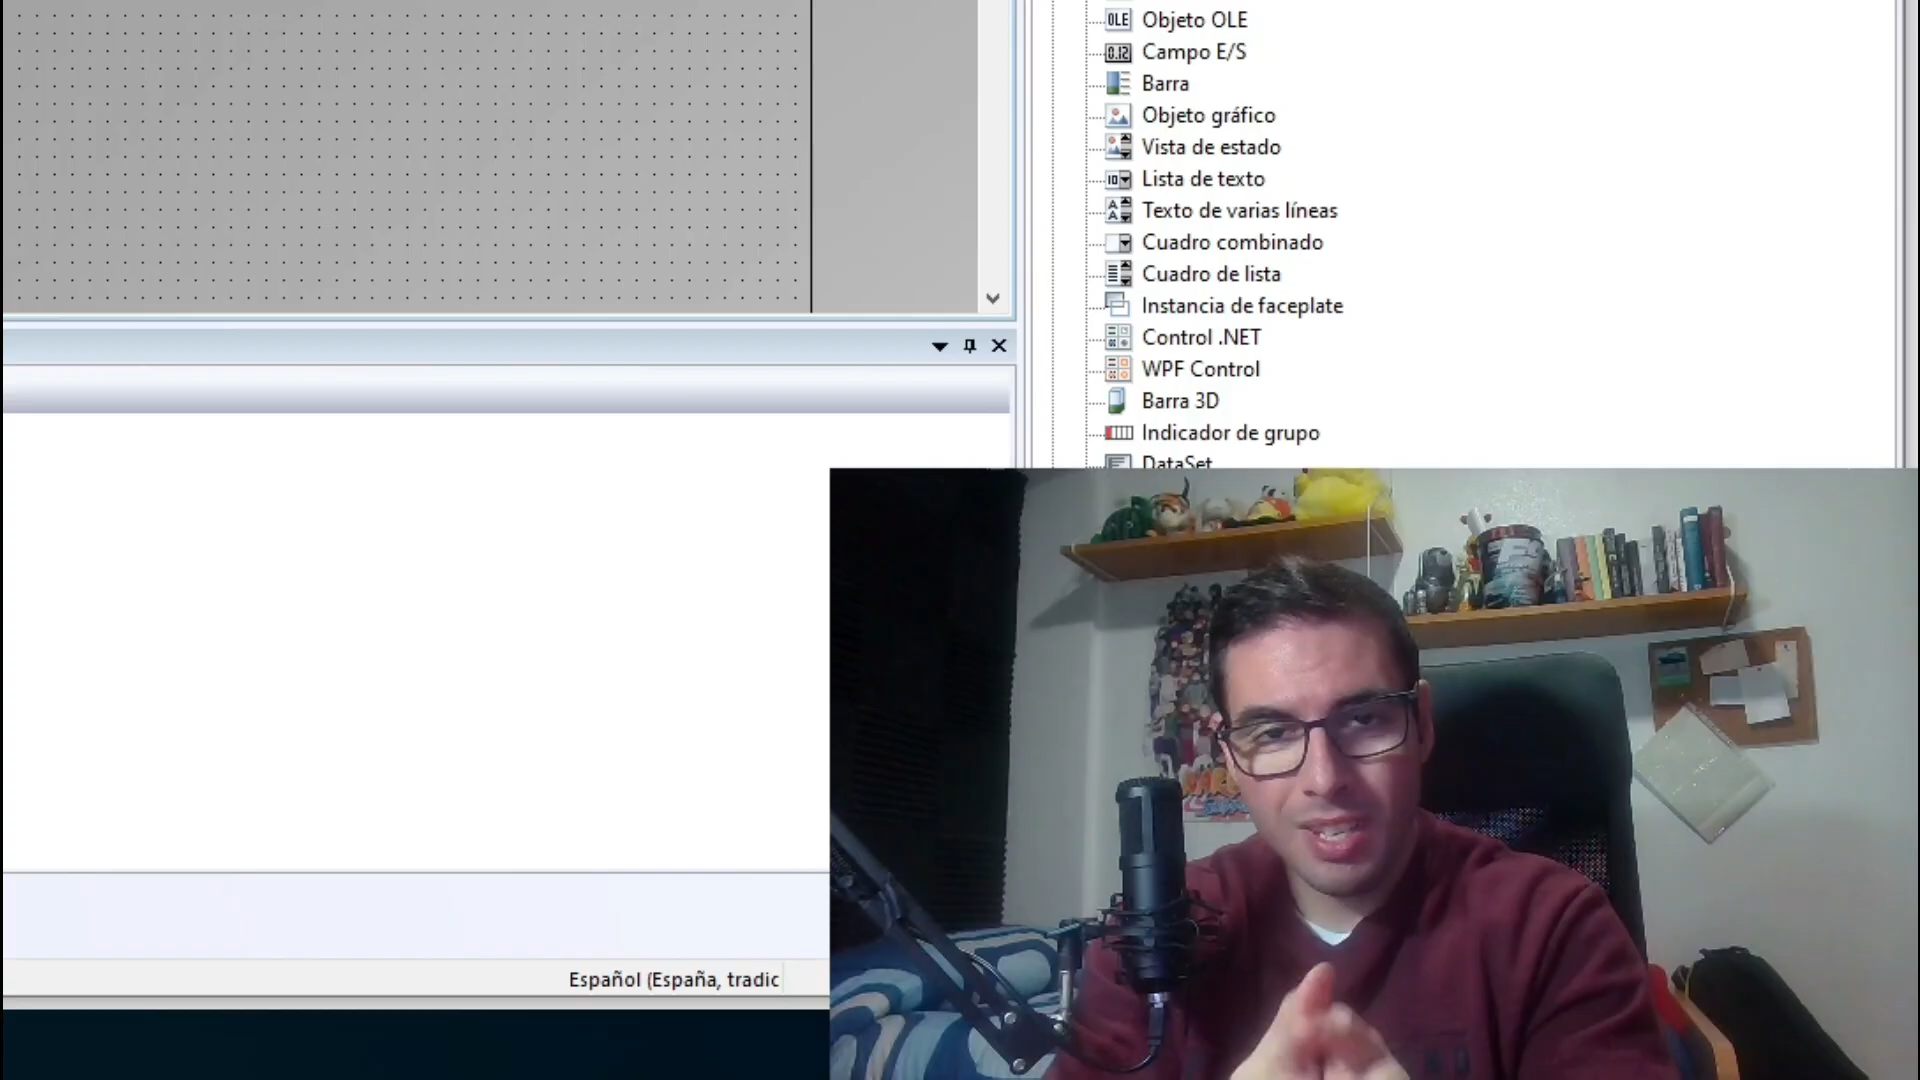 OLE Objeto OLE
0.12 Campo E/S
Barra
Objeto gráfico
Vista de estado
Lista de texto
Texto de varias líneas
Cuadro combinado
Cuadro de lista
Instancia de faceplate
Control .NET
WPF Control
Barra 3D
Indicador de grupo
DataSet
Español (España, tradic